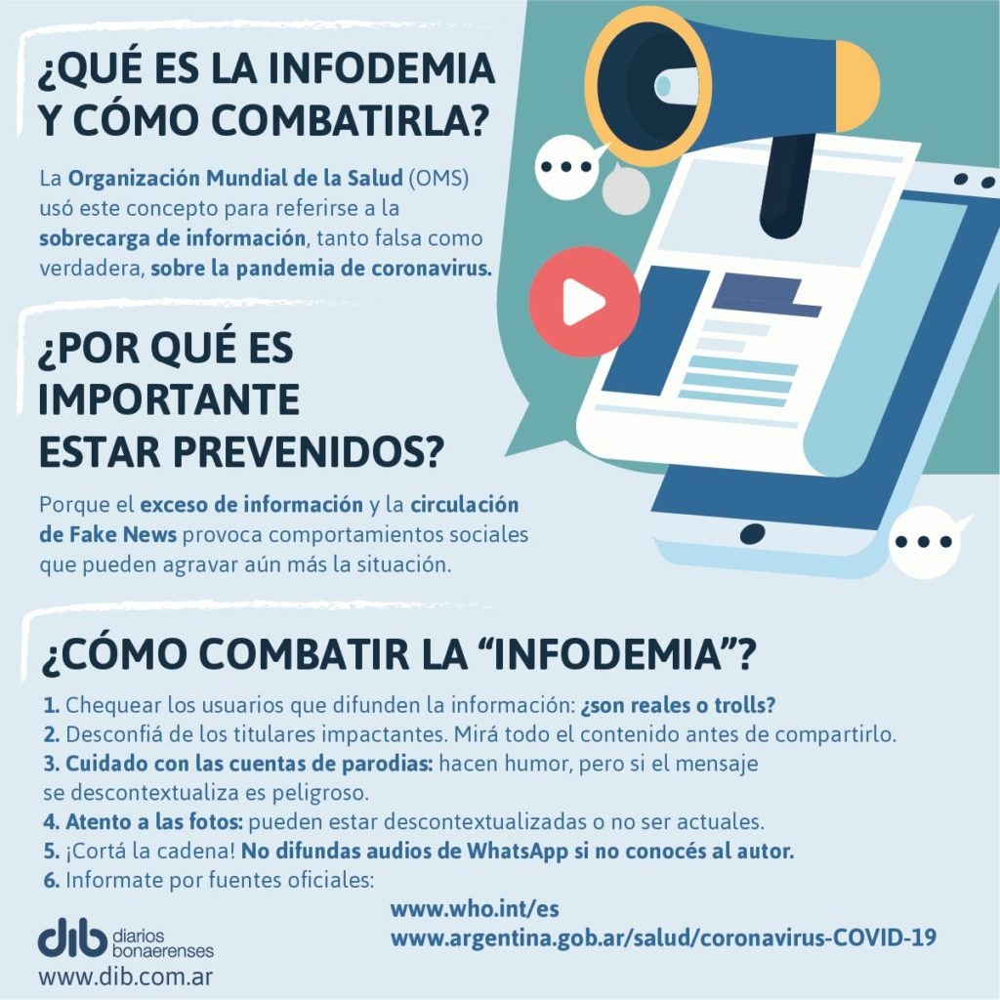 ¿QUÉ ES LA INFODEMIA
Y CÓMO COMBATIRLA?
La Organización Mundial de la Salud (OMS)
usó este concepto para referirse a la
sobrecarga de información, tanto falsa como
verdadera, sobre la pandemia de coronavirus.
¿POR QUÉ ES
IMPORTANTE
ESTAR PREVENIDOS?
Porque el exceso de información y la circulación
de Fake News provoca comportamientos sociales
que pueden agravar aún más la situación.
¿CÓMO COMBATIR LA “INFODEMIA”?
1. Chequear los usuarios que difunden la información: ¿son reales o trolls?
2. Desconfiá de los titulares impactantes. Mirá todo el contenido antes de compartirlo.
3. Cuidado con las cuentas de parodias: hacen humor, pero si el mensaje
se descontextualiza es peligroso.
4. Atento a las fotos: pueden estar descontextualizadas o no ser actuales.
5. ¡Cortá la cadena! No difundas audios de WhatsApp si no conocés al autor.
6. Informate por fuentes oficiales:
www.who.int/es
www.argentina.gob.ar/salud/coronavirus-COVID-19
dib diarios
bonaerenses
www.dib.com.ar